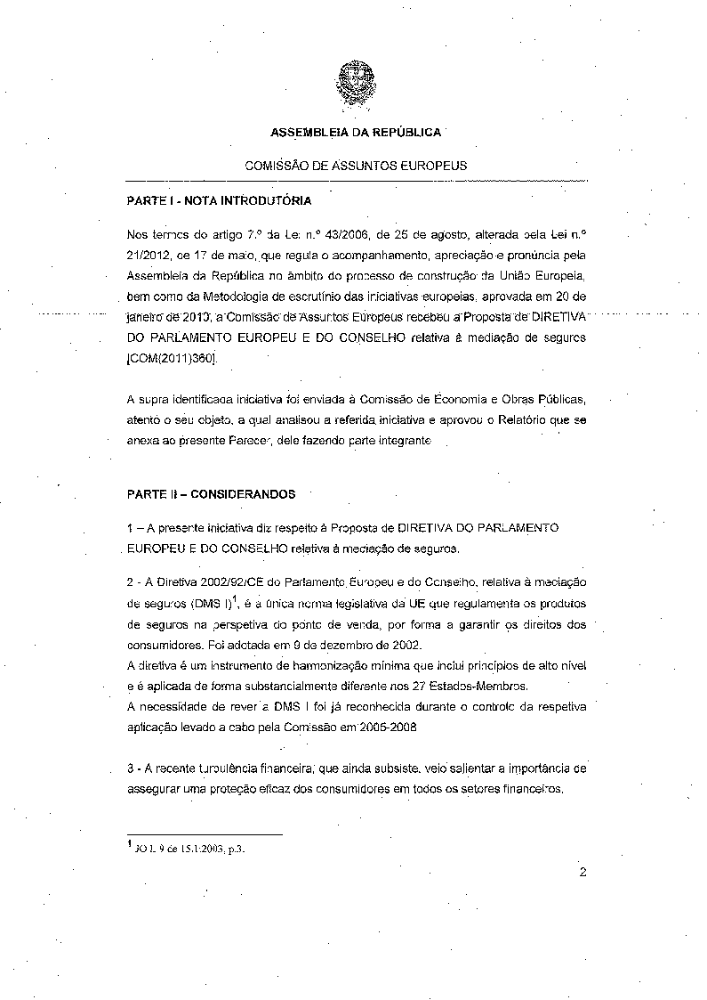 ASSEMBLEIA DA REPÚBLICA
COMISSÃO DE ASSUNTOS EUROPEUS
PARTE I - NOTA INTRODUTÓRIA
Nos termos do artigo 7.º da Lei n.º 43/2006, de 25 de agosto, alterada pela Lei n.º
21/2012, de 17 de maio, que regula o acompanhamento, apreciação e pronúncia pela
Assembleia da República no âmbito do processo de construção da União Europeia,
bem como da Metodologia de escrutínio das iniciativas europeias, aprovada em 20 de
janeiro de 2010, a Comissão de Assuntos Europeus recebeu a Proposta de DIRETIVA
DO PARLAMENTO EUROPEU E DO CONSELHO relativa à mediação de seguros
[COM(2011)360].
A supra identificada iniciativa foi enviada à Comissão de Economia e Obras Públicas,
atento o seu objeto, a qual analisou a referida iniciativa e aprovou o Relatório que se
anexa ao presente Parecer, dele fazendo parte integrante
PARTE II – CONSIDERANDOS
1 – A presente iniciativa diz respeito à Proposta de DIRETIVA DO PARLAMENTO
EUROPEU E DO CONSELHO relativa à mediação de seguros.
2 - A Diretiva 2002/92/CE do Parlamento Europeu e do Conselho, relativa à mediação
de seguros (DMS I)1, é a única norma legislativa da UE que regulamenta os produtos
de seguros na perspetiva do ponto de venda, por forma a garantir os direitos dos
consumidores. Foi adotada em 9 de dezembro de 2002.
A diretiva é um instrumento de harmonização mínima que inclui princípios de alto nível
e é aplicada de forma substancialmente diferente nos 27 Estados-Membros.
A necessidade de rever a DMS I foi já reconhecida durante o controlo da respetiva
aplicação levado a cabo pela Comissão em 2005-2008
3 - A recente turbulência financeira, que ainda subsiste, veio salientar a importância de
assegurar uma proteção eficaz dos consumidores em todos os setores financeiros.
1 JO L 9 de 15.1.2003, p.3.
2